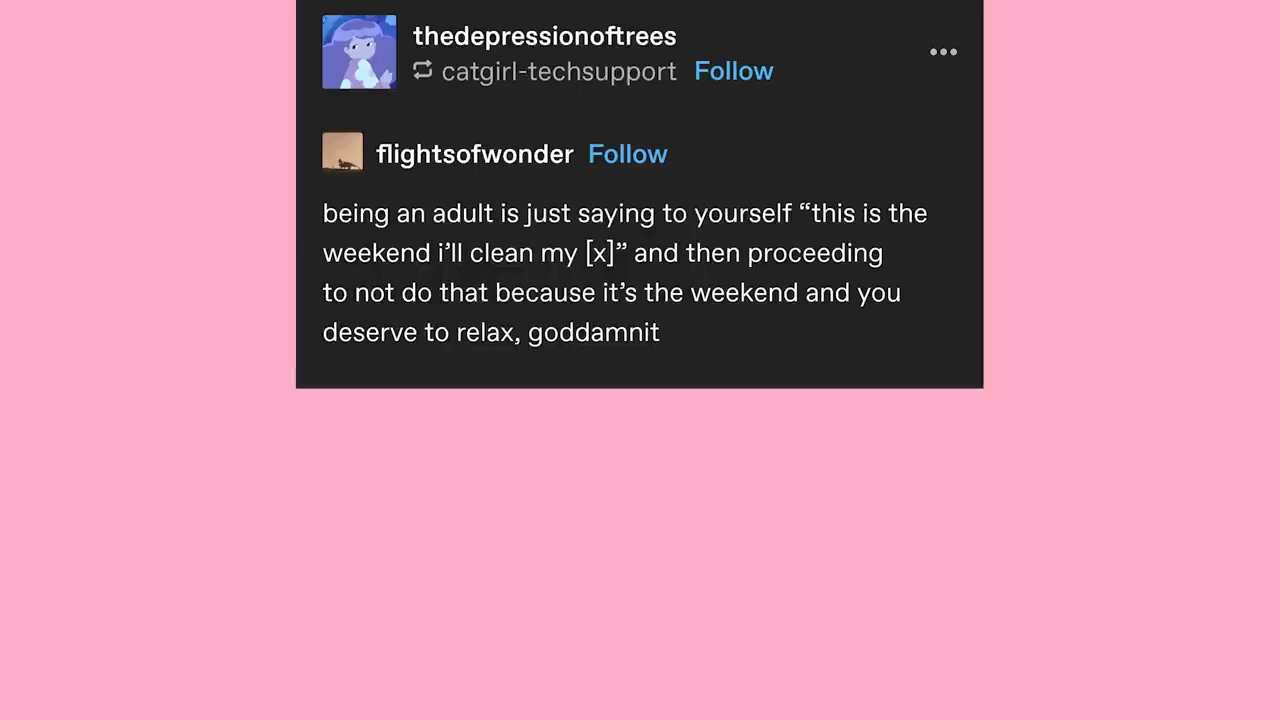 thedepressionoftrees
catgirl-techsupport Follow
flightsofwonder Follow
being an adult is just saying to yourself “this is the
weekend i’ll clean my [x]” and then proceeding
to not do that because it’s the weekend and you
deserve to relax, goddamnit